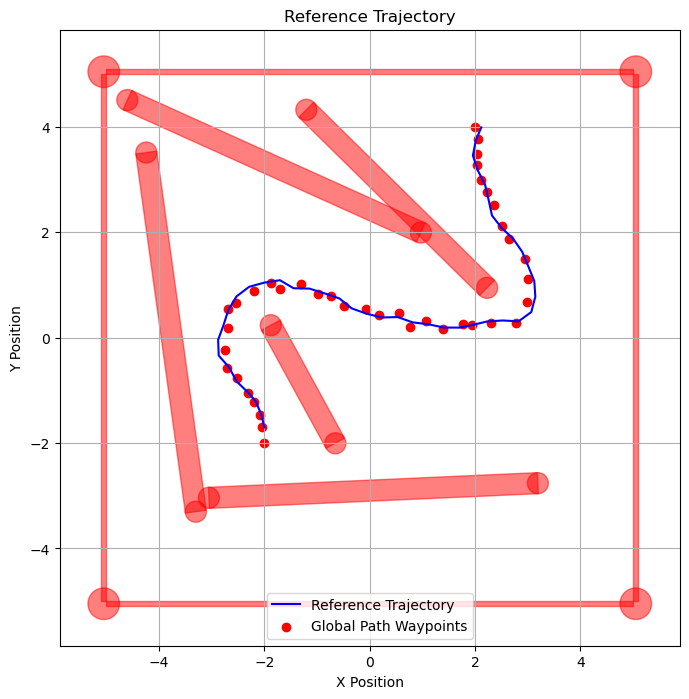 Reference Trajectory
Y Position
4
2
0
−2
−4
Reference Trajectory
Global Path Waypoints
−4
−2
0
2
4
X Position